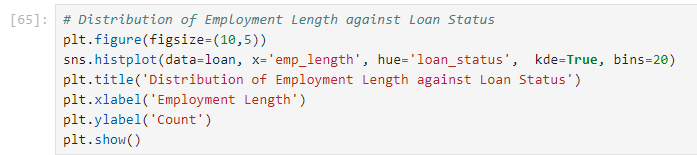 [65]: # Distribution of Employment Length against Loan Status
plt.figure(figsize=(10,5))
sns.histplot(data=loan, x='emp_length', hue='loan_status',  kde=True, bins=20)
plt.title('Distribution of Employment Length against Loan Status')
plt.xlabel('Employment Length')
plt.ylabel('Count')
plt.show()